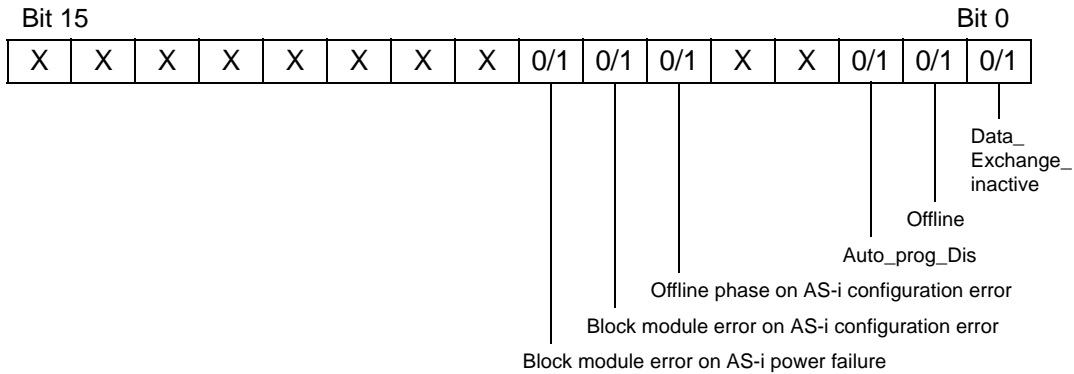 Bit 15 Bit 0
X X X X X X X X 0/1 0/1 0/1 X X 0/1 0/1 0/1
Data_
Exchange_
inactive
Offline
Auto_prog_Dis
Offline phase on AS-i configuration error
Block module error on AS-i configuration error
Block module error on AS-i power failure